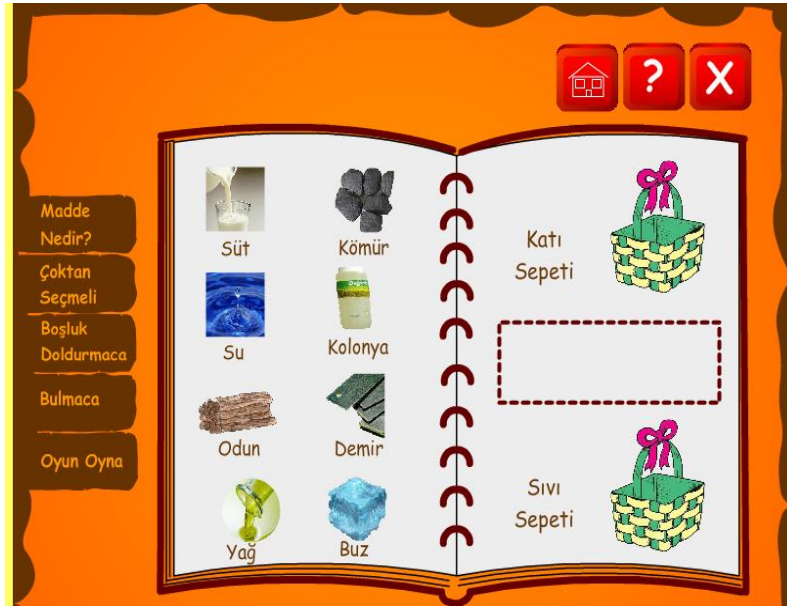 ?
X
Madde
Nedir?
Çoktan
Seçmeli
Boşluk
Doldurmaca
Bulmaca
Oyun Oyna
Süt
Kömür
Su
Kolonya
Odun
Demir
Yağ
Buz
Katı
Sepeti
Sıvı
Sepeti